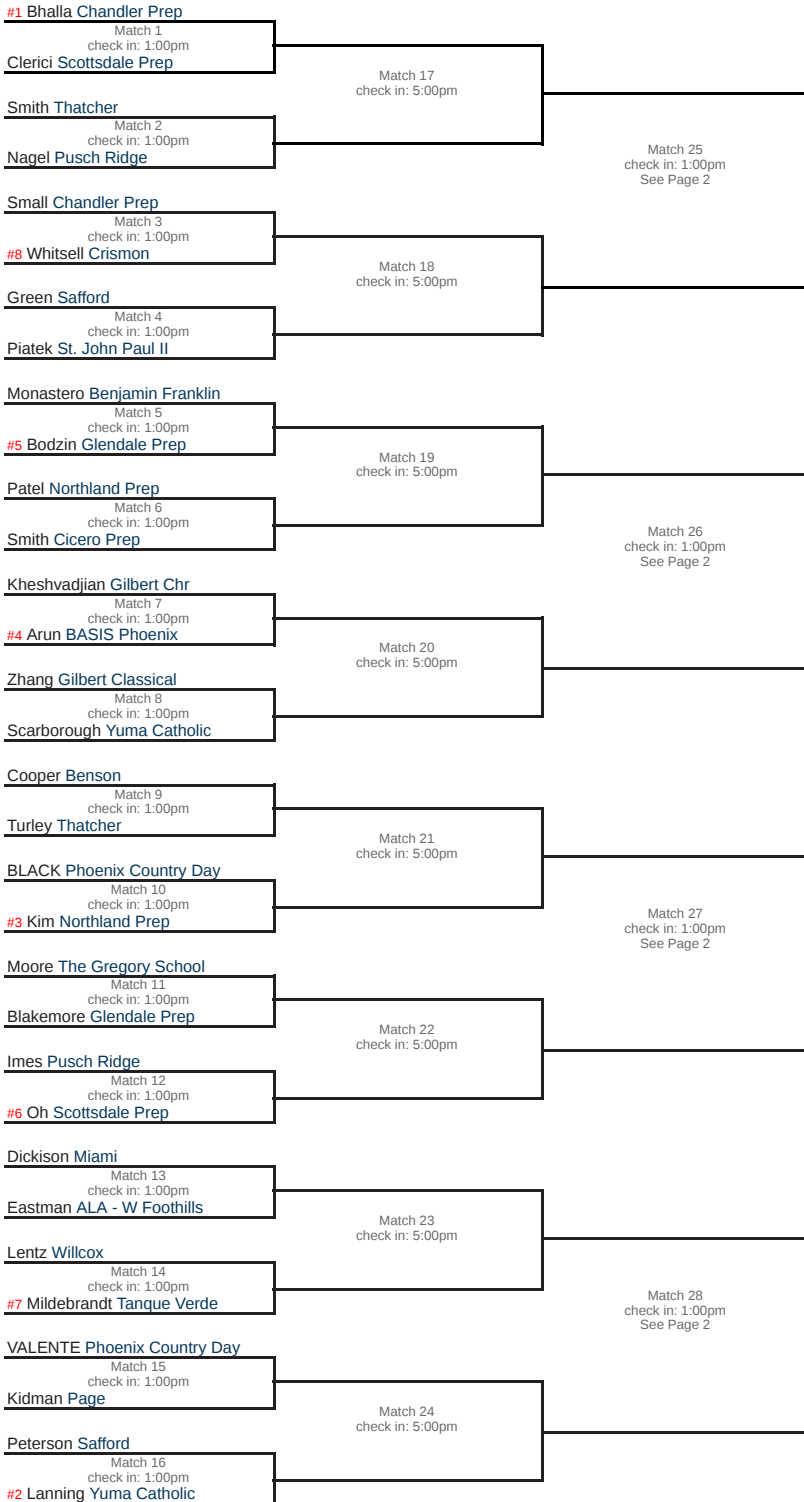 #1 Bhalla Chandler Prep
Match 1
check in: 1:00pm
Clerici Scottsdale Prep
Match 17
check in: 5:00pm
Smith Thatcher
Match 2
check in: 1:00pm
Nagel Pusch Ridge
Match 25
check in: 1:00pm
See Page 2
Small Chandler Prep
Match 3
check in: 1:00pm
#8 Whitsell Crismon
Match 18
check in: 5:00pm
Green Safford
Match 4
check in: 1:00pm
Piatek St. John Paul II
Monastero Benjamin Franklin
Match 5
check in: 1:00pm
#5 Bodzin Glendale Prep
Match 19
check in: 5:00pm
Patel Northland Prep
Match 6
check in: 1:00pm
Smith Cicero Prep
Match 26
check in: 1:00pm
See Page 2
Kheshvadjian Gilbert Chr
Match 7
check in: 1:00pm
#4 Arun BASIS Phoenix
Match 20
check in: 5:00pm
Zhang Gilbert Classical
Match 8
check in: 1:00pm
Scarborough Yuma Catholic
Cooper Benson
Match 9
check in: 1:00pm
Turley Thatcher
Match 21
check in: 5:00pm
BLACK Phoenix Country Day
Match 10
check in: 1:00pm
#3 Kim Northland Prep
Match 27
check in: 1:00pm
See Page 2
Moore The Gregory School
Match 11
check in: 1:00pm
Blakemore Glendale Prep
Match 22
check in: 5:00pm
Imes Pusch Ridge
Match 12
check in: 1:00pm
#6 Oh Scottsdale Prep
Dickison Miami
Match 13
check in: 1:00pm
Eastman ALA - W Foothills
Match 23
check in: 5:00pm
Lentz Willcox
Match 14
check in: 1:00pm
#7 Mildebrandt Tanque Verde
Match 28
check in: 1:00pm
See Page 2
VALENTE Phoenix Country Day
Match 15
check in: 1:00pm
Kidman Page
Match 24
check in: 5:00pm
Peterson Safford
Match 16
check in: 1:00pm
#2 Lanning Yuma Catholic